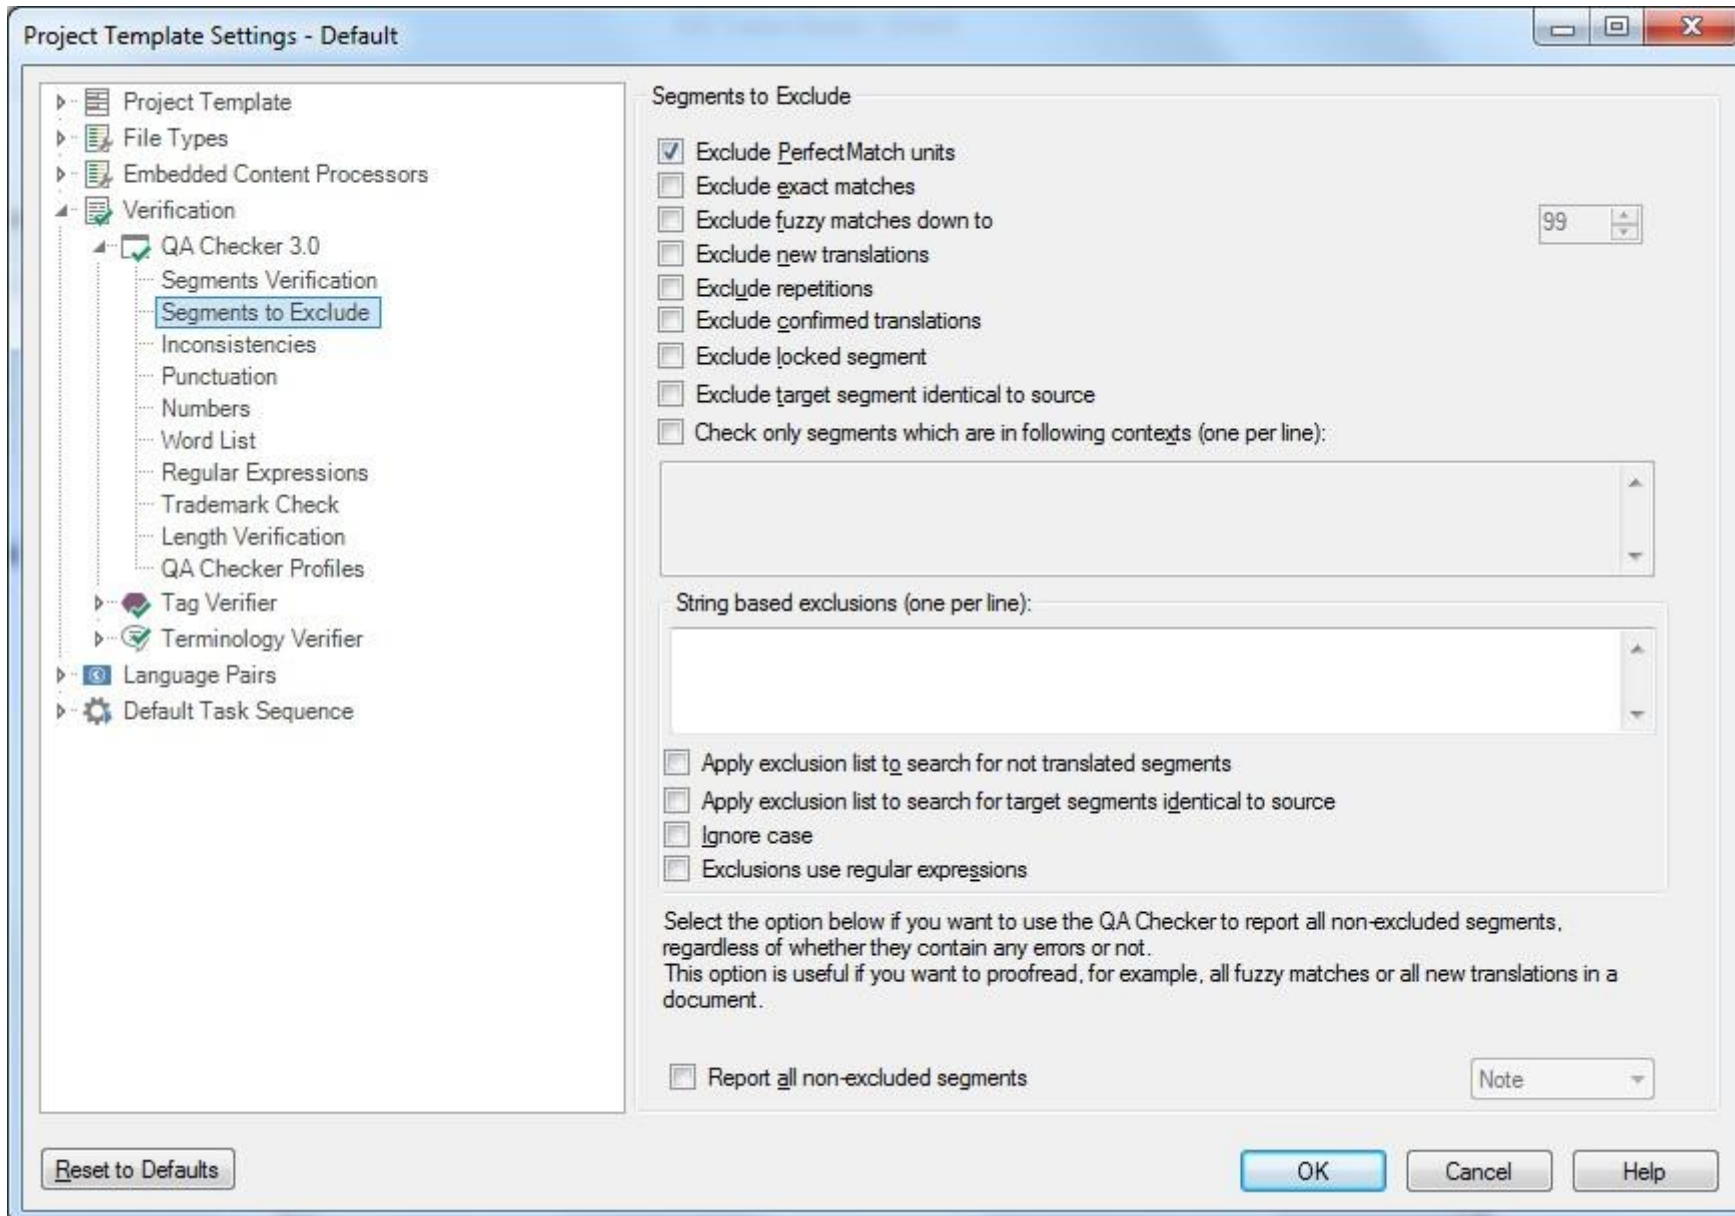 Project Template Settings - Default
Project Template
File Types
Embedded Content Processors
Verification
QA Checker 3.0
Segments Verification
Segments to Exclude
Inconsistencies
Punctuation
Numbers
Word List
Regular Expressions
Trademark Check
Length Verification
QA Checker Profiles
Tag Verifier
Terminology Verifier
Language Pairs
Default Task Sequence
Segments to Exclude
Exclude PerfectMatch units
Exclude exact matches
Exclude fuzzy matches down to 99
Exclude new translations
Exclude repetitions
Exclude confirmed translations
Exclude locked segment
Exclude target segment identical to source
Check only segments which are in following contexts (one per line):
String based exclusions (one per line):
Apply exclusion list to search for not translated segments
Apply exclusion list to search for target segments identical to source
Ignore case
Exclusions use regular expressions
Select the option below if you want to use the QA Checker to report all non-excluded segments,
regardless of whether they contain any errors or not.
This option is useful if you want to proofread, for example, all fuzzy matches or all new translations in a
document.
Report all non-excluded segments Note
Reset to Defaults OK Cancel Help